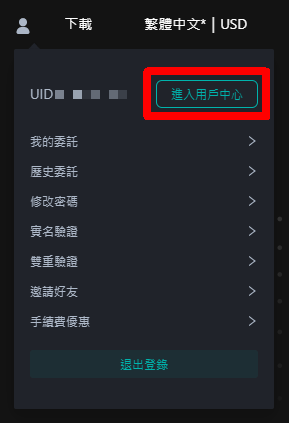 下載 繁體中文* | USD
UID 進入用戶中心
我的委託
歷史委託
修改密碼
實名驗證
雙重驗證
邀請好友
手續費優惠
退出登錄